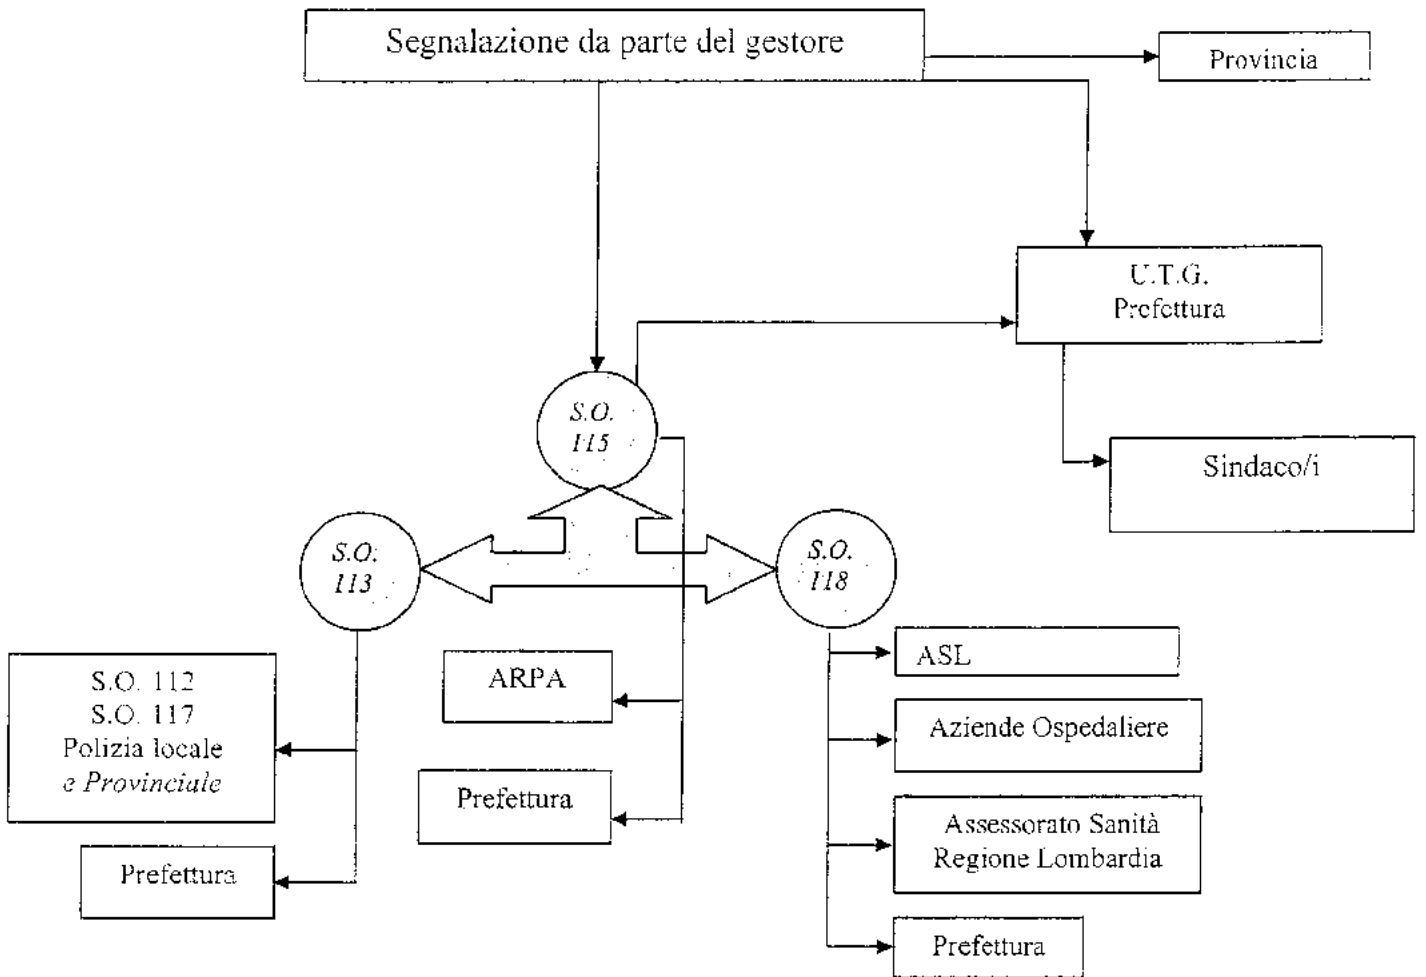 Segnalazione da parte del gestore
Provincia
U.T.G.
Prefettura
S.O.
115
Sindaco/i
S.O.
113
S.O.
118
S.O. 112
S.O. 117
Polizia locale
e Provinciale
Prefettura
ARPA
Prefettura
ASL
Aziende Ospedaliere
Assessorato Sanità
Regione Lombardia
Prefettura